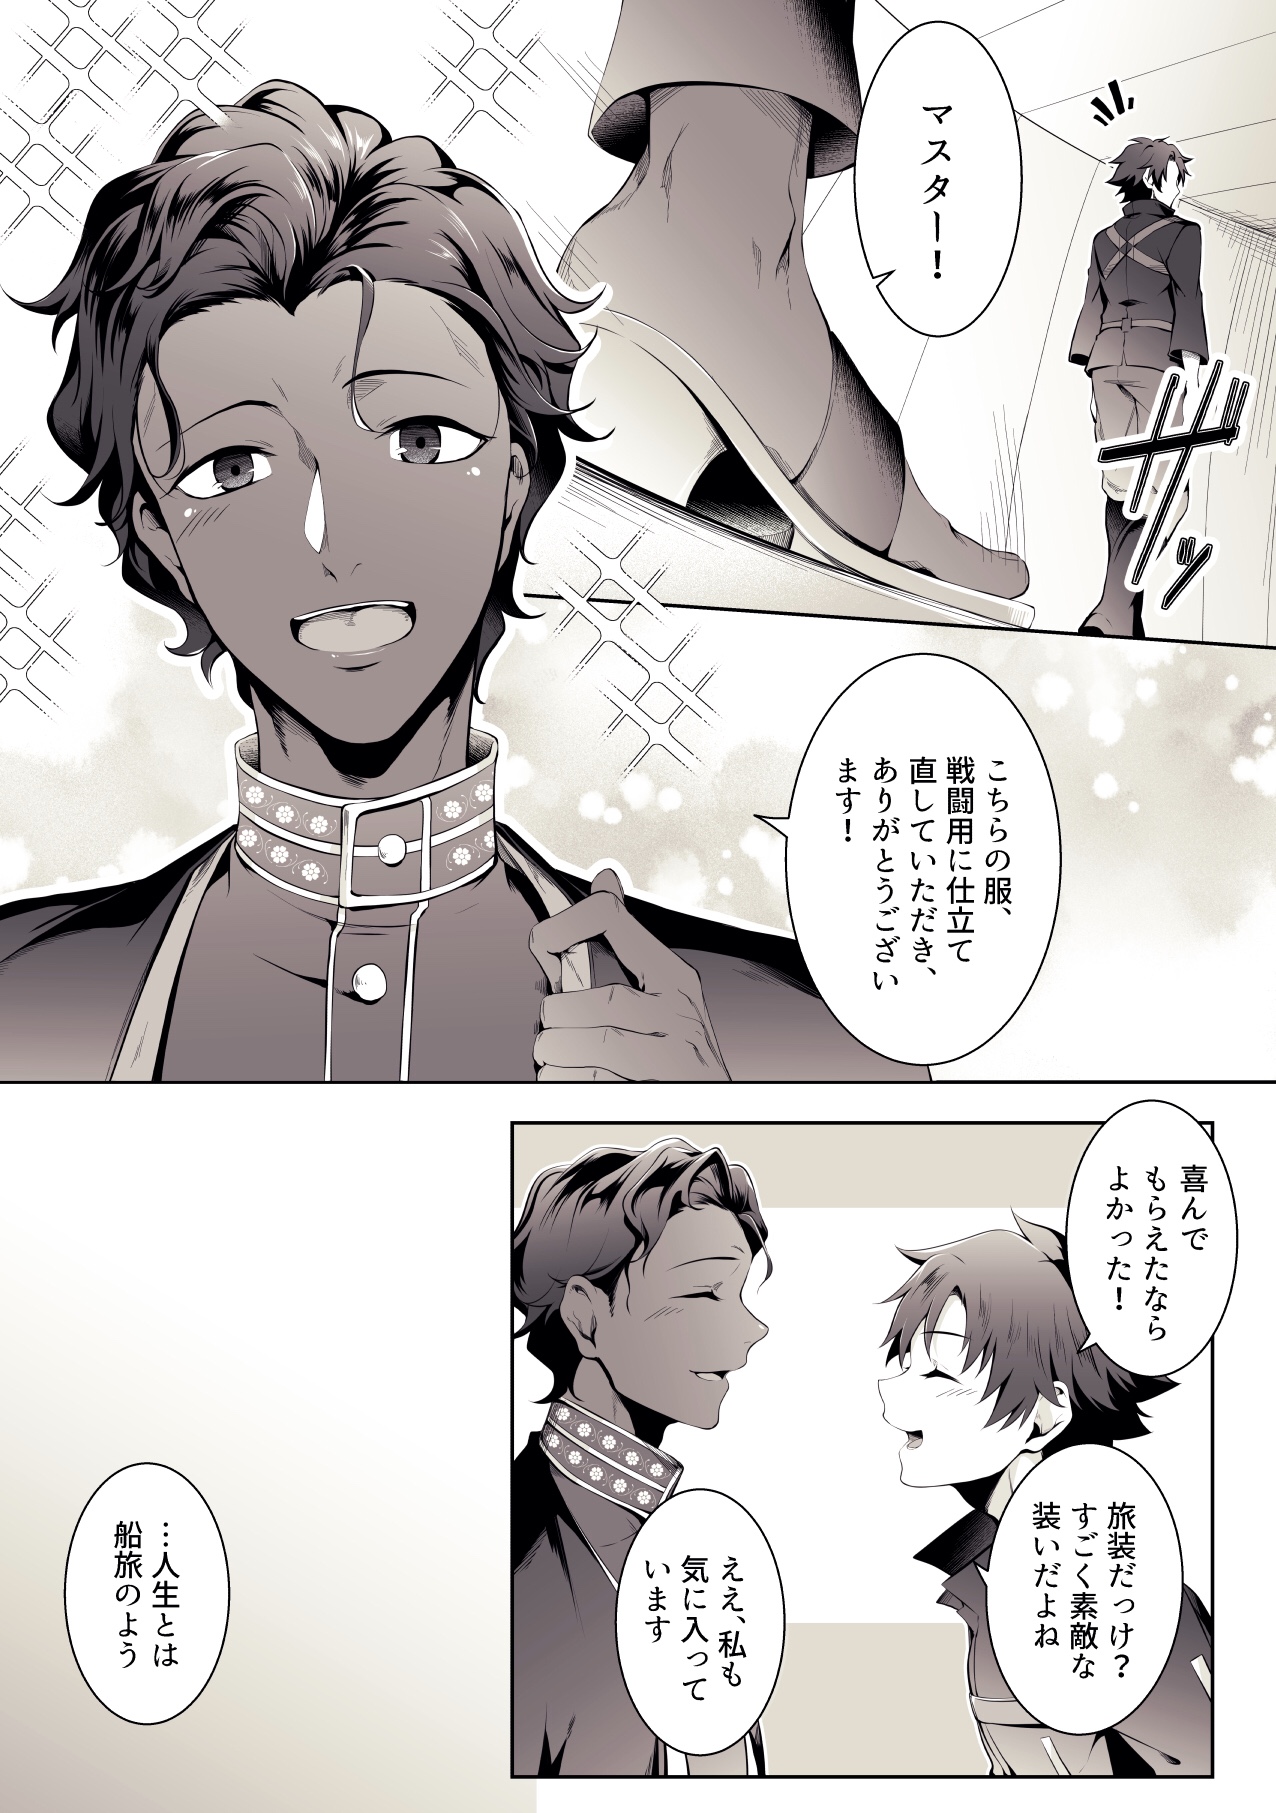 マスター！
ザッ
こちらの服、
戦闘用に仕立て
直していただき、
ありがとうござい
ます！
喜んで
もらえたなら
よかった！
旅装だっけ？
すごく素敵な
装いだよね
ええ、私も
気に入って
います
…人生とは
船旅のよう